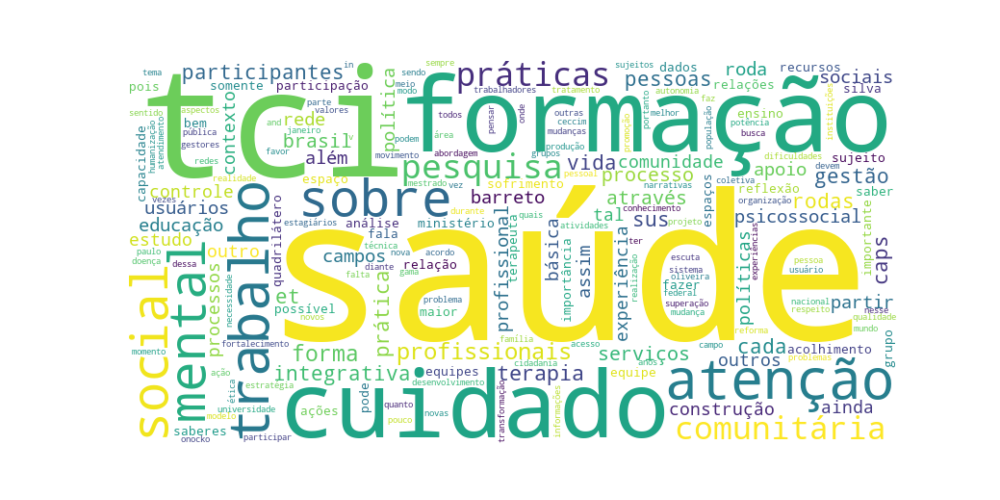 tci
formação
saúde
cuidado
atenção
trabalho
social
mental
sobre
comunitária
práticas
pesquisa
participantes
profissionais
integrativa
terapia
forma
serviços
política
pessoas
dados
roda
recursos
sociais
silva
relações
ensino
tema
in
sempre
sujeitos
autonomia
faz
pois
somente
participação
sendo
meio
modo
trabalhadores
tratamento
portanto
melhor
população
potência
busca
instituições
sentido
aspectos
parte
valores
v
podem
todos
área
pensar
onde
outras
ceccim
mudanças
produção
promoção
bem
rede
contexto
brasil
pública
gestores
and
janeiro
favor
movimento
abordagem
grupos
além
capacidade
humanização
atendimento
redes
realidade
espaço
mestrado
vez
sofrimento
pessoal
vida
comunidade
processo
narrativas
coletiva
devem
dificuldades
apoio
sujeito
gestão
reflexão
saber
controle
vezes
usuários
educação
quadrilátero
estagiários
análise
fala
ministério
durante
barreto
quais
através
tal
sus
espaços
organização
rodas
psicossocial
importante
caps
paulo
doença
dessa
estudo
outro
processos
necessidade
et
possível
campos
técnica
nova
acordo
relação
diante
falta
gama
prática
profissional
terapeuta
básica
atividades
importância
assim
experiência
realização
ter
projeto
escuta
sistema
oliveira
federal
superação
mudança
fazer
políticas
experiências
pessoa
usuário
nacional
respeito
partir
nesse
qualidade
mundo
novos
problema
maior
momento
fortalecimento
ação
estratégia
família
acesso
cidadania
anos
campo
reforma
cada
outros
acolhimento
problemas
grupo
equipes
desenvolvimento
equipe
ética
universidade
modelo
saberes
onocko
participar
ações
pode
quanto
novas
pouco
transformação
informações
conhecimento
construção
ainda